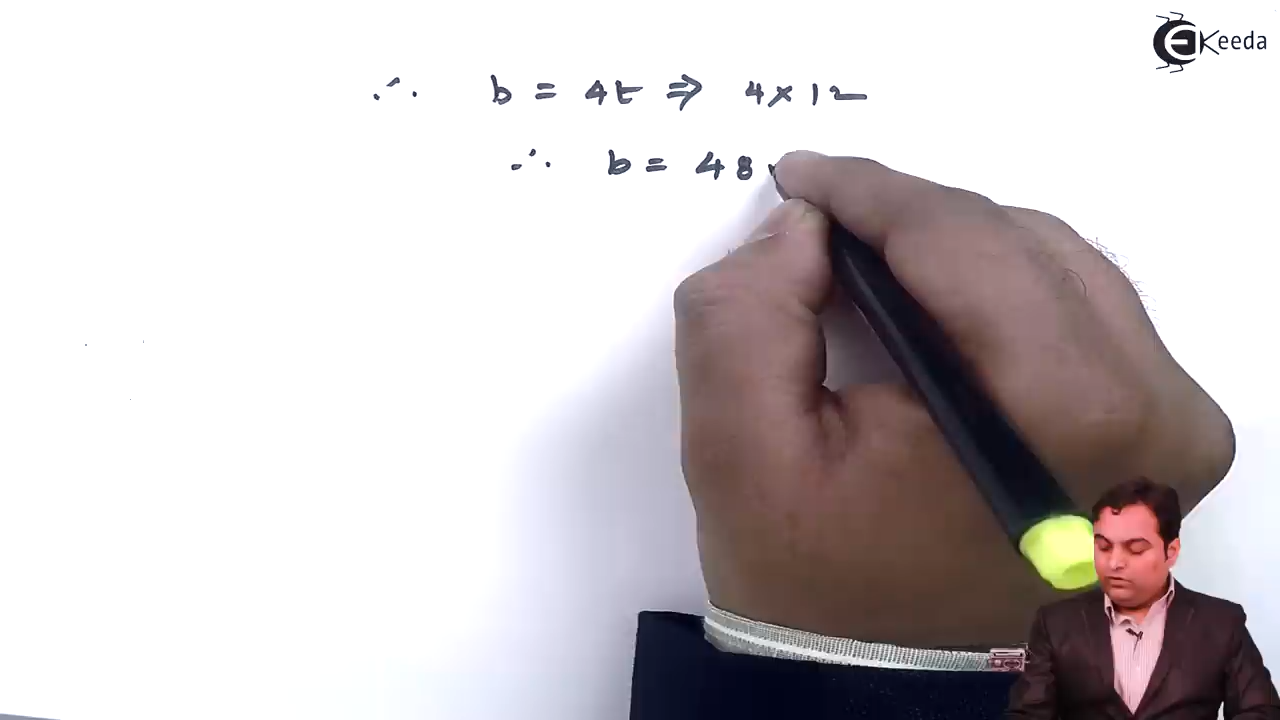 EKeeda
∴ b = 4t ⇒ 4 × 12
∴ b = 48